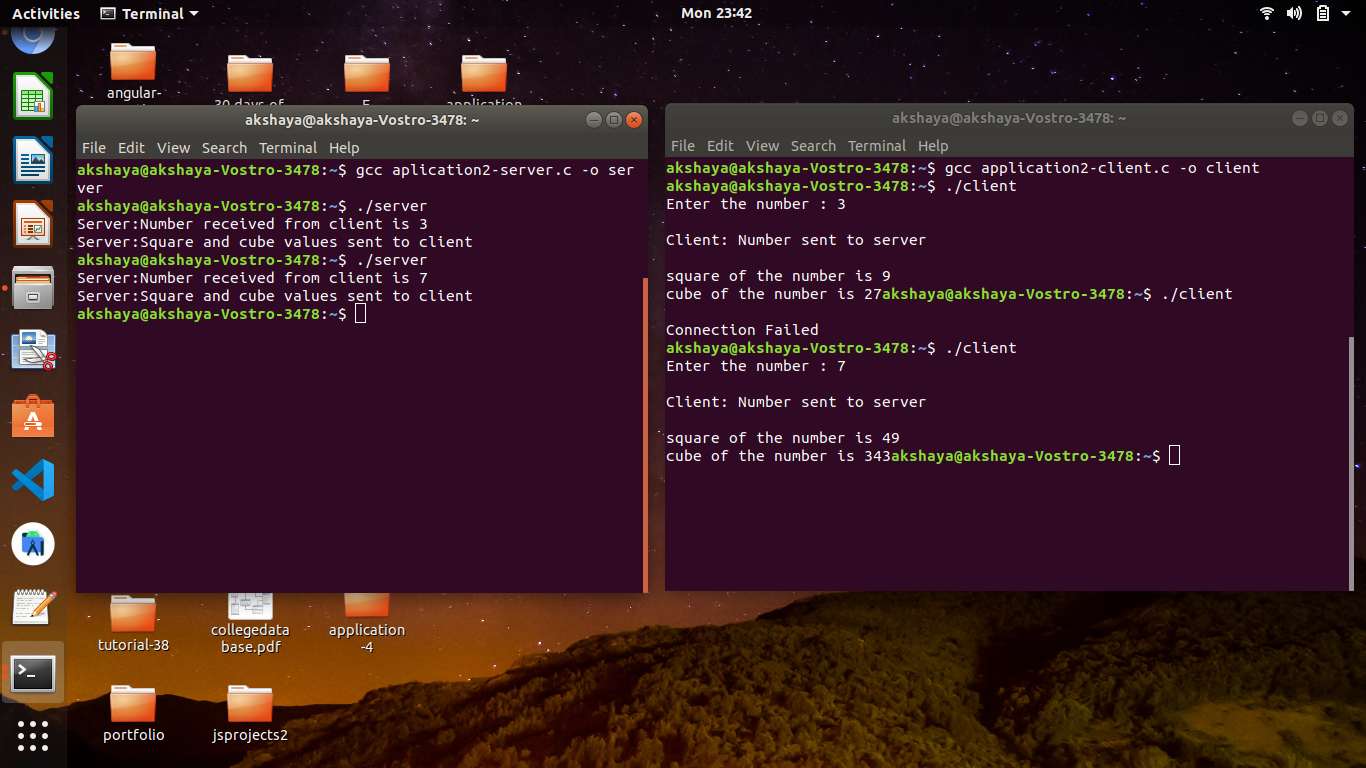 Activities Terminal Mon 23:42
angular-
30 days of
application
akshaya@akshaya-Vostro-3478: ~
File Edit View Search Terminal Help
akshaya@akshaya-Vostro-3478:~$ gcc aplication2-server.c -o ser
ver
akshaya@akshaya-Vostro-3478:~$ ./server
Server:Number received from client is 3
Server:Square and cube values sent to client
akshaya@akshaya-Vostro-3478:~$ ./server
Server:Number received from client is 7
Server:Square and cube values sent to client
akshaya@akshaya-Vostro-3478:~$
akshaya@akshaya-Vostro-3478: ~
File Edit View Search Terminal Help
akshaya@akshaya-Vostro-3478:~$ gcc application2-client.c -o client
akshaya@akshaya-Vostro-3478:~$ ./client
Enter the number : 3
Client: Number sent to server
square of the number is 9
cube of the number is 27akshaya@akshaya-Vostro-3478:~$ ./client
Connection Failed
akshaya@akshaya-Vostro-3478:~$ ./client
Enter the number : 7
Client: Number sent to server
square of the number is 49
cube of the number is 343akshaya@akshaya-Vostro-3478:~$
tutorial-38
collegedata
base.pdf
application
-4
portfolio
jsprojects2